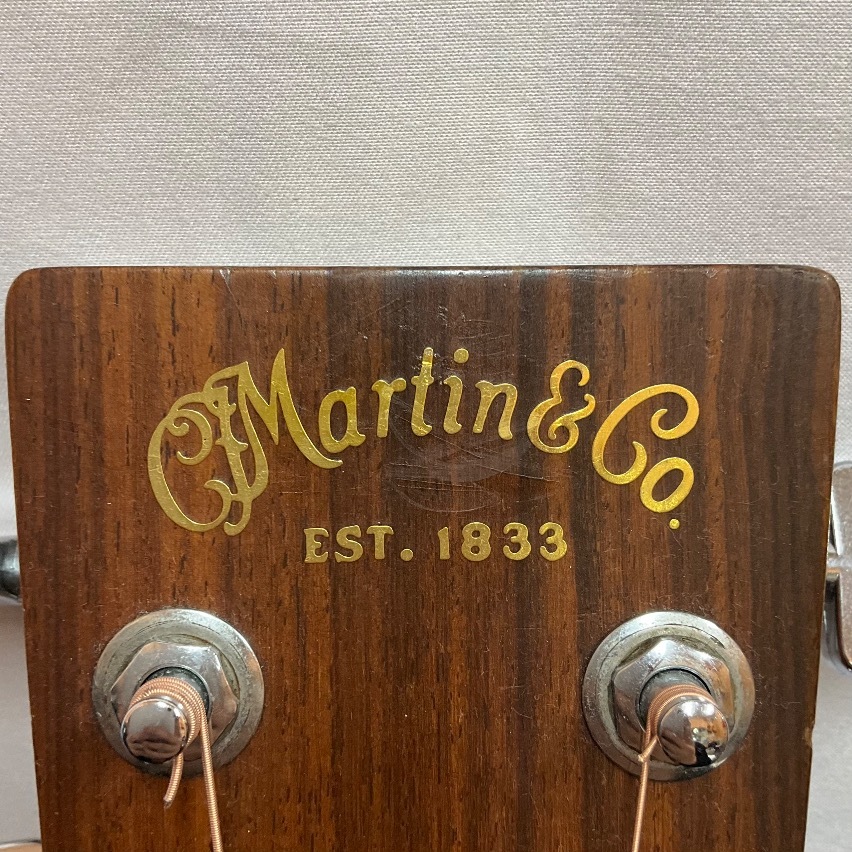 CFMartin & Co.
EST. 1833